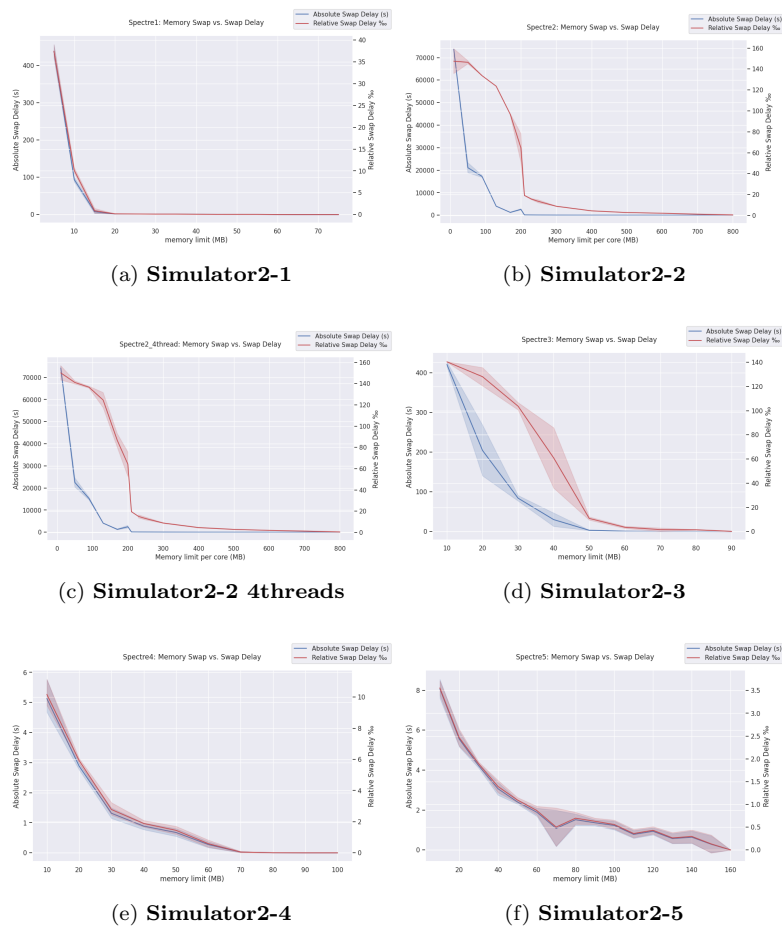 Spectre1: Memory Swap vs. Swap Delay
Absolute Swap Delay (s)
Relative Swap Delay ‰
400
300
200
100
0
40
35
30
25
20
15
10
5
0
10 20 30 40 50 60 70
memory limit (MB)
Absolute Swap Delay (s)
Relative Swap Delay ‰
(a) Simulator2-1
Spectre2: Memory Swap vs. Swap Delay
Absolute Swap Delay (s)
Relative Swap Delay ‰
70000
60000
50000
40000
30000
20000
10000
0
160
140
120
100
80
60
40
20
0
0 100 200 300 400 500 600 700 800
Memory limit per core (MB)
Absolute Swap Delay (s)
Relative Swap Delay ‰
(b) Simulator2-2
Spectre2_4thread: Memory Swap vs. Swap Delay
Absolute Swap Delay (s)
Relative Swap Delay ‰
70000
60000
50000
40000
30000
20000
10000
0
160
140
120
100
80
60
40
20
0
0 100 200 300 400 500 600 700 800
Memory limit per core (MB)
Absolute Swap Delay (s)
Relative Swap Delay ‰
(c) Simulator2-2 4threads
Spectre3: Memory Swap vs. Swap Delay
Absolute Swap Delay (s)
Relative Swap Delay ‰
400
300
200
100
0
140
120
100
80
60
40
20
0
10 20 30 40 50 60 70 80 90
memory limit (MB)
Absolute Swap Delay (s)
Relative Swap Delay ‰
(d) Simulator2-3
Spectre4: Memory Swap vs. Swap Delay
Absolute Swap Delay (s)
Relative Swap Delay ‰
6
5
4
3
2
1
0
10
8
6
4
2
0
10 20 30 40 50 60 70 80 90 100
memory limit (MB)
Absolute Swap Delay (s)
Relative Swap Delay ‰
(e) Simulator2-4
Spectre5: Memory Swap vs. Swap Delay
Absolute Swap Delay (s)
Relative Swap Delay ‰
8
6
4
2
0
3.5
3.0
2.5
2.0
1.5
1.0
0.5
0.0
20 40 60 80 100 120 140 160
memory limit (MB)
Absolute Swap Delay (s)
Relative Swap Delay ‰
(f) Simulator2-5